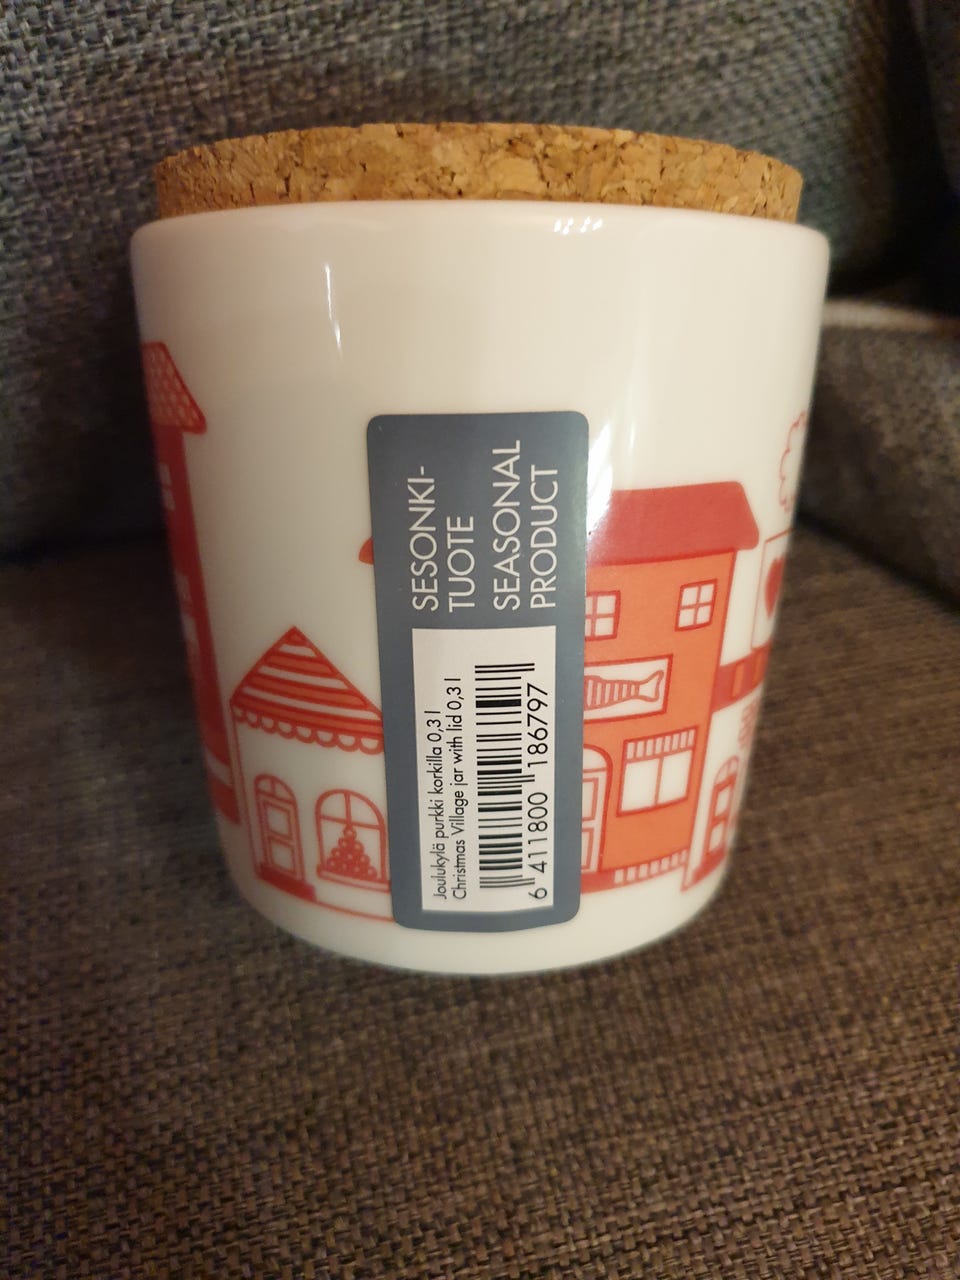 SESONKI-
TUOTE
SEASONAL
PRODUCT
Joulukylä purkki korkilla 0,3 l
Christmas Village jar with lid 0,3 l
6 411800 186797